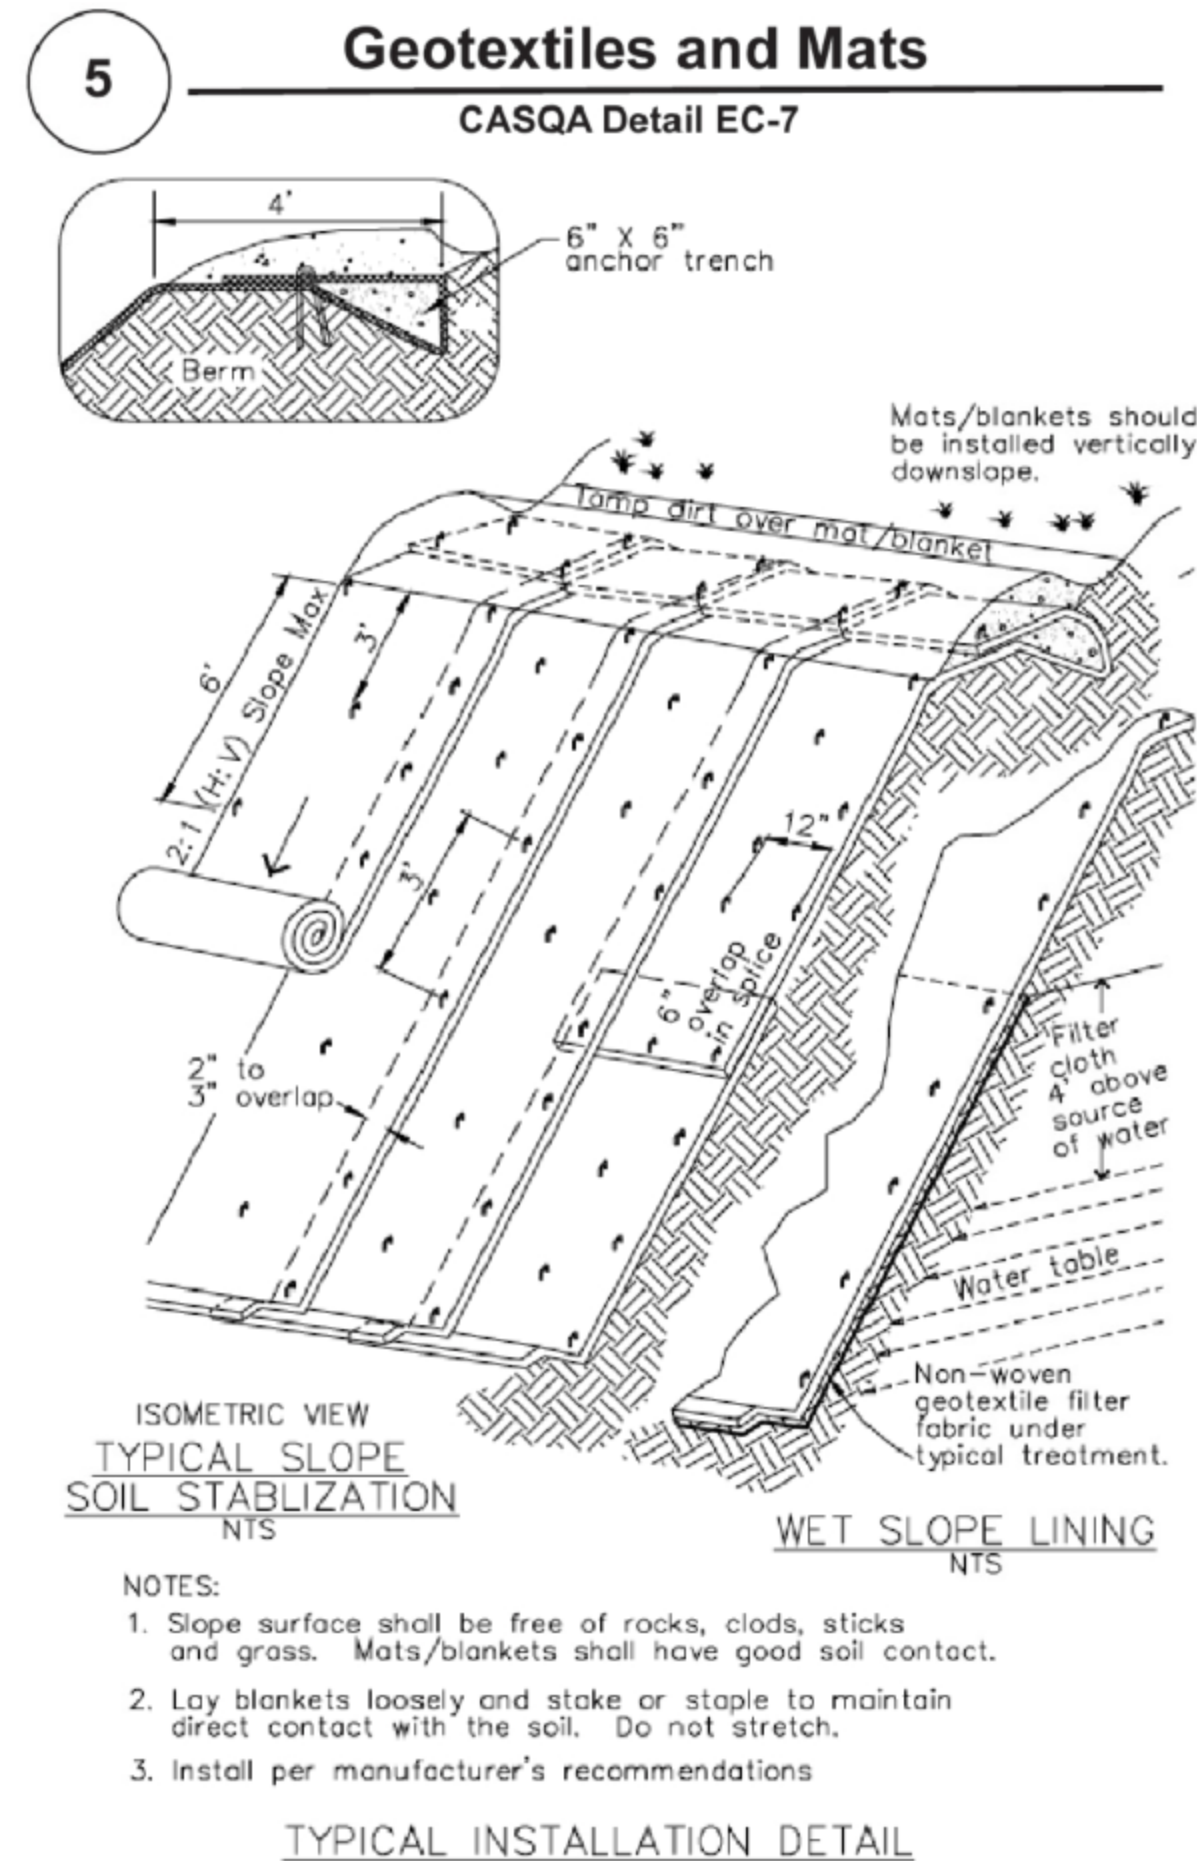 5
Geotextiles and Mats
CASQA Detail EC-7
4'
6" X 6"
anchor trench
Berm
Mats/blankets should
be installed vertically
downslope.
Tamp dirt over mat/blanket
6'
2:1 (H:V) Slope Max
3'
3'
12"
6"
overlap
in splice
2" to
3" overlap
Filter
cloth
4' above
source
of water
Water table
Non-woven
geotextile filter
fabric under
typical treatment.
ISOMETRIC VIEW
TYPICAL SLOPE
SOIL STABLIZATION
NTS
WET SLOPE LINING
NTS
NOTES:
1. Slope surface shall be free of rocks, clods, sticks
and grass. Mats/blankets shall have good soil contact.
2. Lay blankets loosely and stake or staple to maintain
direct contact with the soil. Do not stretch.
3. Install per manufacturer's recommendations
TYPICAL INSTALLATION DETAIL